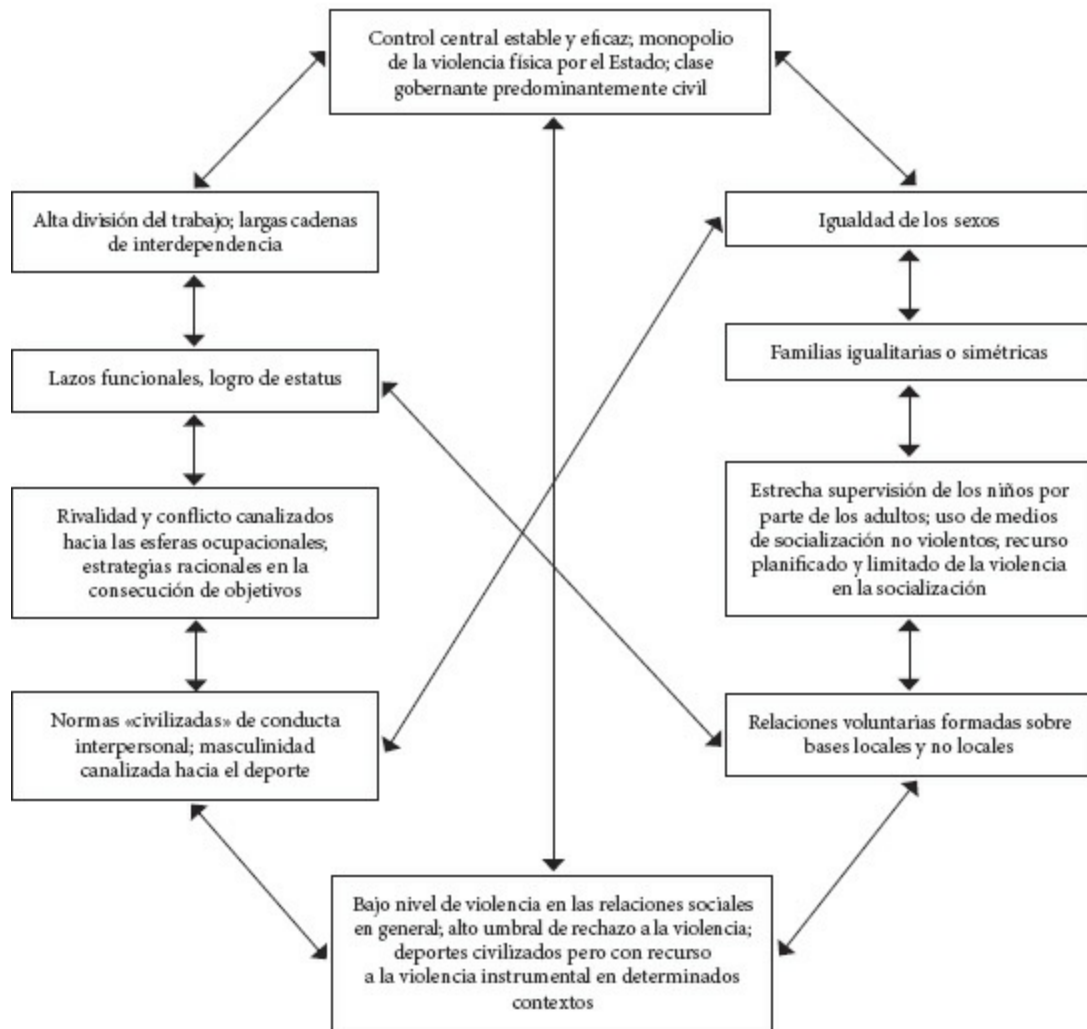 Control central estable y eficaz; monopolio
de la violencia física por el Estado; clase
gobernante predominantemente civil
Alta división del trabajo; largas cadenas
de interdependencia
Igualdad de los sexos
Lazos funcionales, logro de estatus
Familias igualitarias o simétricas
Rivalidad y conflicto canalizados
hacia las esferas ocupacionales;
estrategias racionales en la
consecución de objetivos
Estrecha supervisión de los niños por
parte de los adultos; uso de medios
de socialización no violentos; recurso
planificado y limitado de la violencia
en la socialización
Normas «civilizadas» de conducta
interpersonal; masculinidad
canalizada hacia el deporte
Relaciones voluntarias formadas sobre
bases locales y no locales
Bajo nivel de violencia en las relaciones sociales
en general; alto umbral de rechazo a la violencia;
deportes civilizados pero con recurso
a la violencia instrumental en determinados
contextos